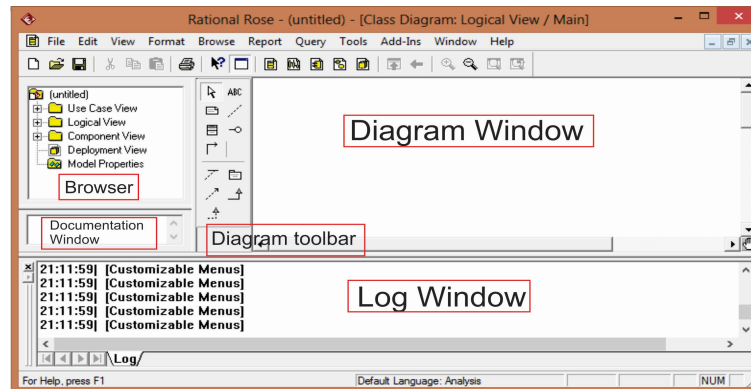 Rational Rose - (untitled) - [Class Diagram: Logical View / Main]
File Edit View Format Browse Report Query Tools Add-Ins Window Help
(untitled)
Use Case View
Logical View
Component View
Deployment View
Model Properties
Browser
ABC
Diagram Window
Documentation
Window
Diagram toolbar
21:11:59| [Customizable Menus]
21:11:59| [Customizable Menus]
21:11:59| [Customizable Menus]
21:11:59| [Customizable Menus]
21:11:59| [Customizable Menus]
Log Window
Log
For Help, press F1
Default Language: Analysis
NUM